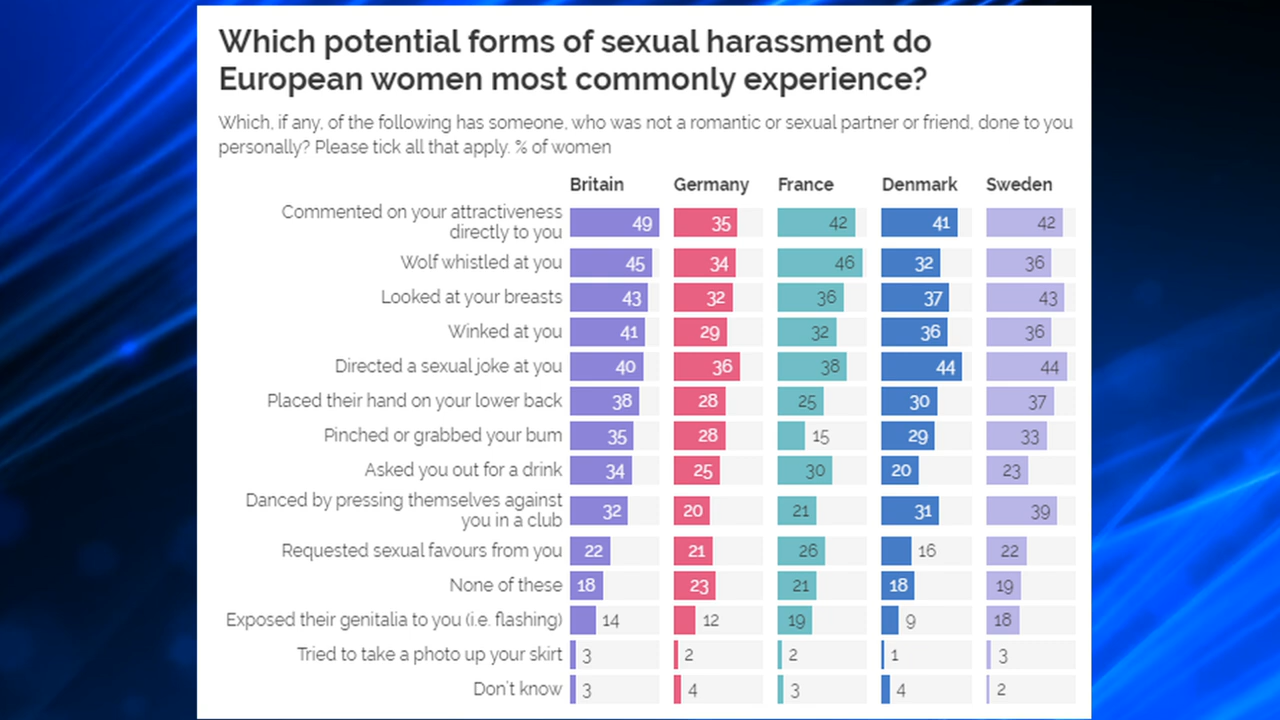 Which potential forms of sexual harassment do
European women most commonly experience?
Which, if any, of the following has someone, who was not a romantic or sexual partner or friend, done to you
personally? Please tick all that apply. % of women
Britain Germany France Denmark Sweden
Commented on your attractiveness
directly to you 49 35 42 41 42
Wolf whistled at you 45 34 46 32 36
Looked at your breasts 43 32 36 37 43
Winked at you 41 29 32 36 36
Directed a sexual joke at you 40 36 38 44 44
Placed their hand on your lower back 38 28 25 30 37
Pinched or grabbed your bum 35 28 15 29 33
Asked you out for a drink 34 25 30 20 23
Danced by pressing themselves against
you in a club 32 20 21 31 39
Requested sexual favours from you 22 21 26 16 22
None of these 18 23 21 18 19
Exposed their genitalia to you (i.e. flashing) 14 12 19 9 18
Tried to take a photo up your skirt 3 2 2 1 3
Don't know 3 4 3 4 2